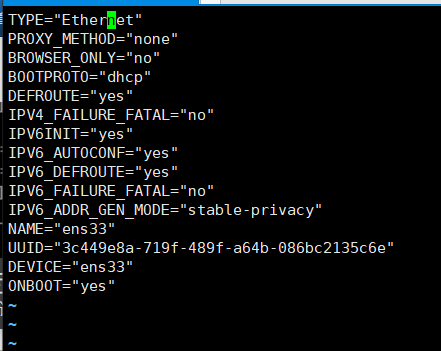 TYPE="Ethernet"
PROXY_METHOD="none"
BROWSER_ONLY="no"
BOOTPROTO="dhcp"
DEFROUTE="yes"
IPV4_FAILURE_FATAL="no"
IPV6INIT="yes"
IPV6_AUTOCONF="yes"
IPV6_DEFROUTE="yes"
IPV6_FAILURE_FATAL="no"
IPV6_ADDR_GEN_MODE="stable-privacy"
NAME="ens33"
UUID="3c449e8a-719f-489f-a64b-086bc2135c6e"
DEVICE="ens33"
ONBOOT="yes"
~
~
~